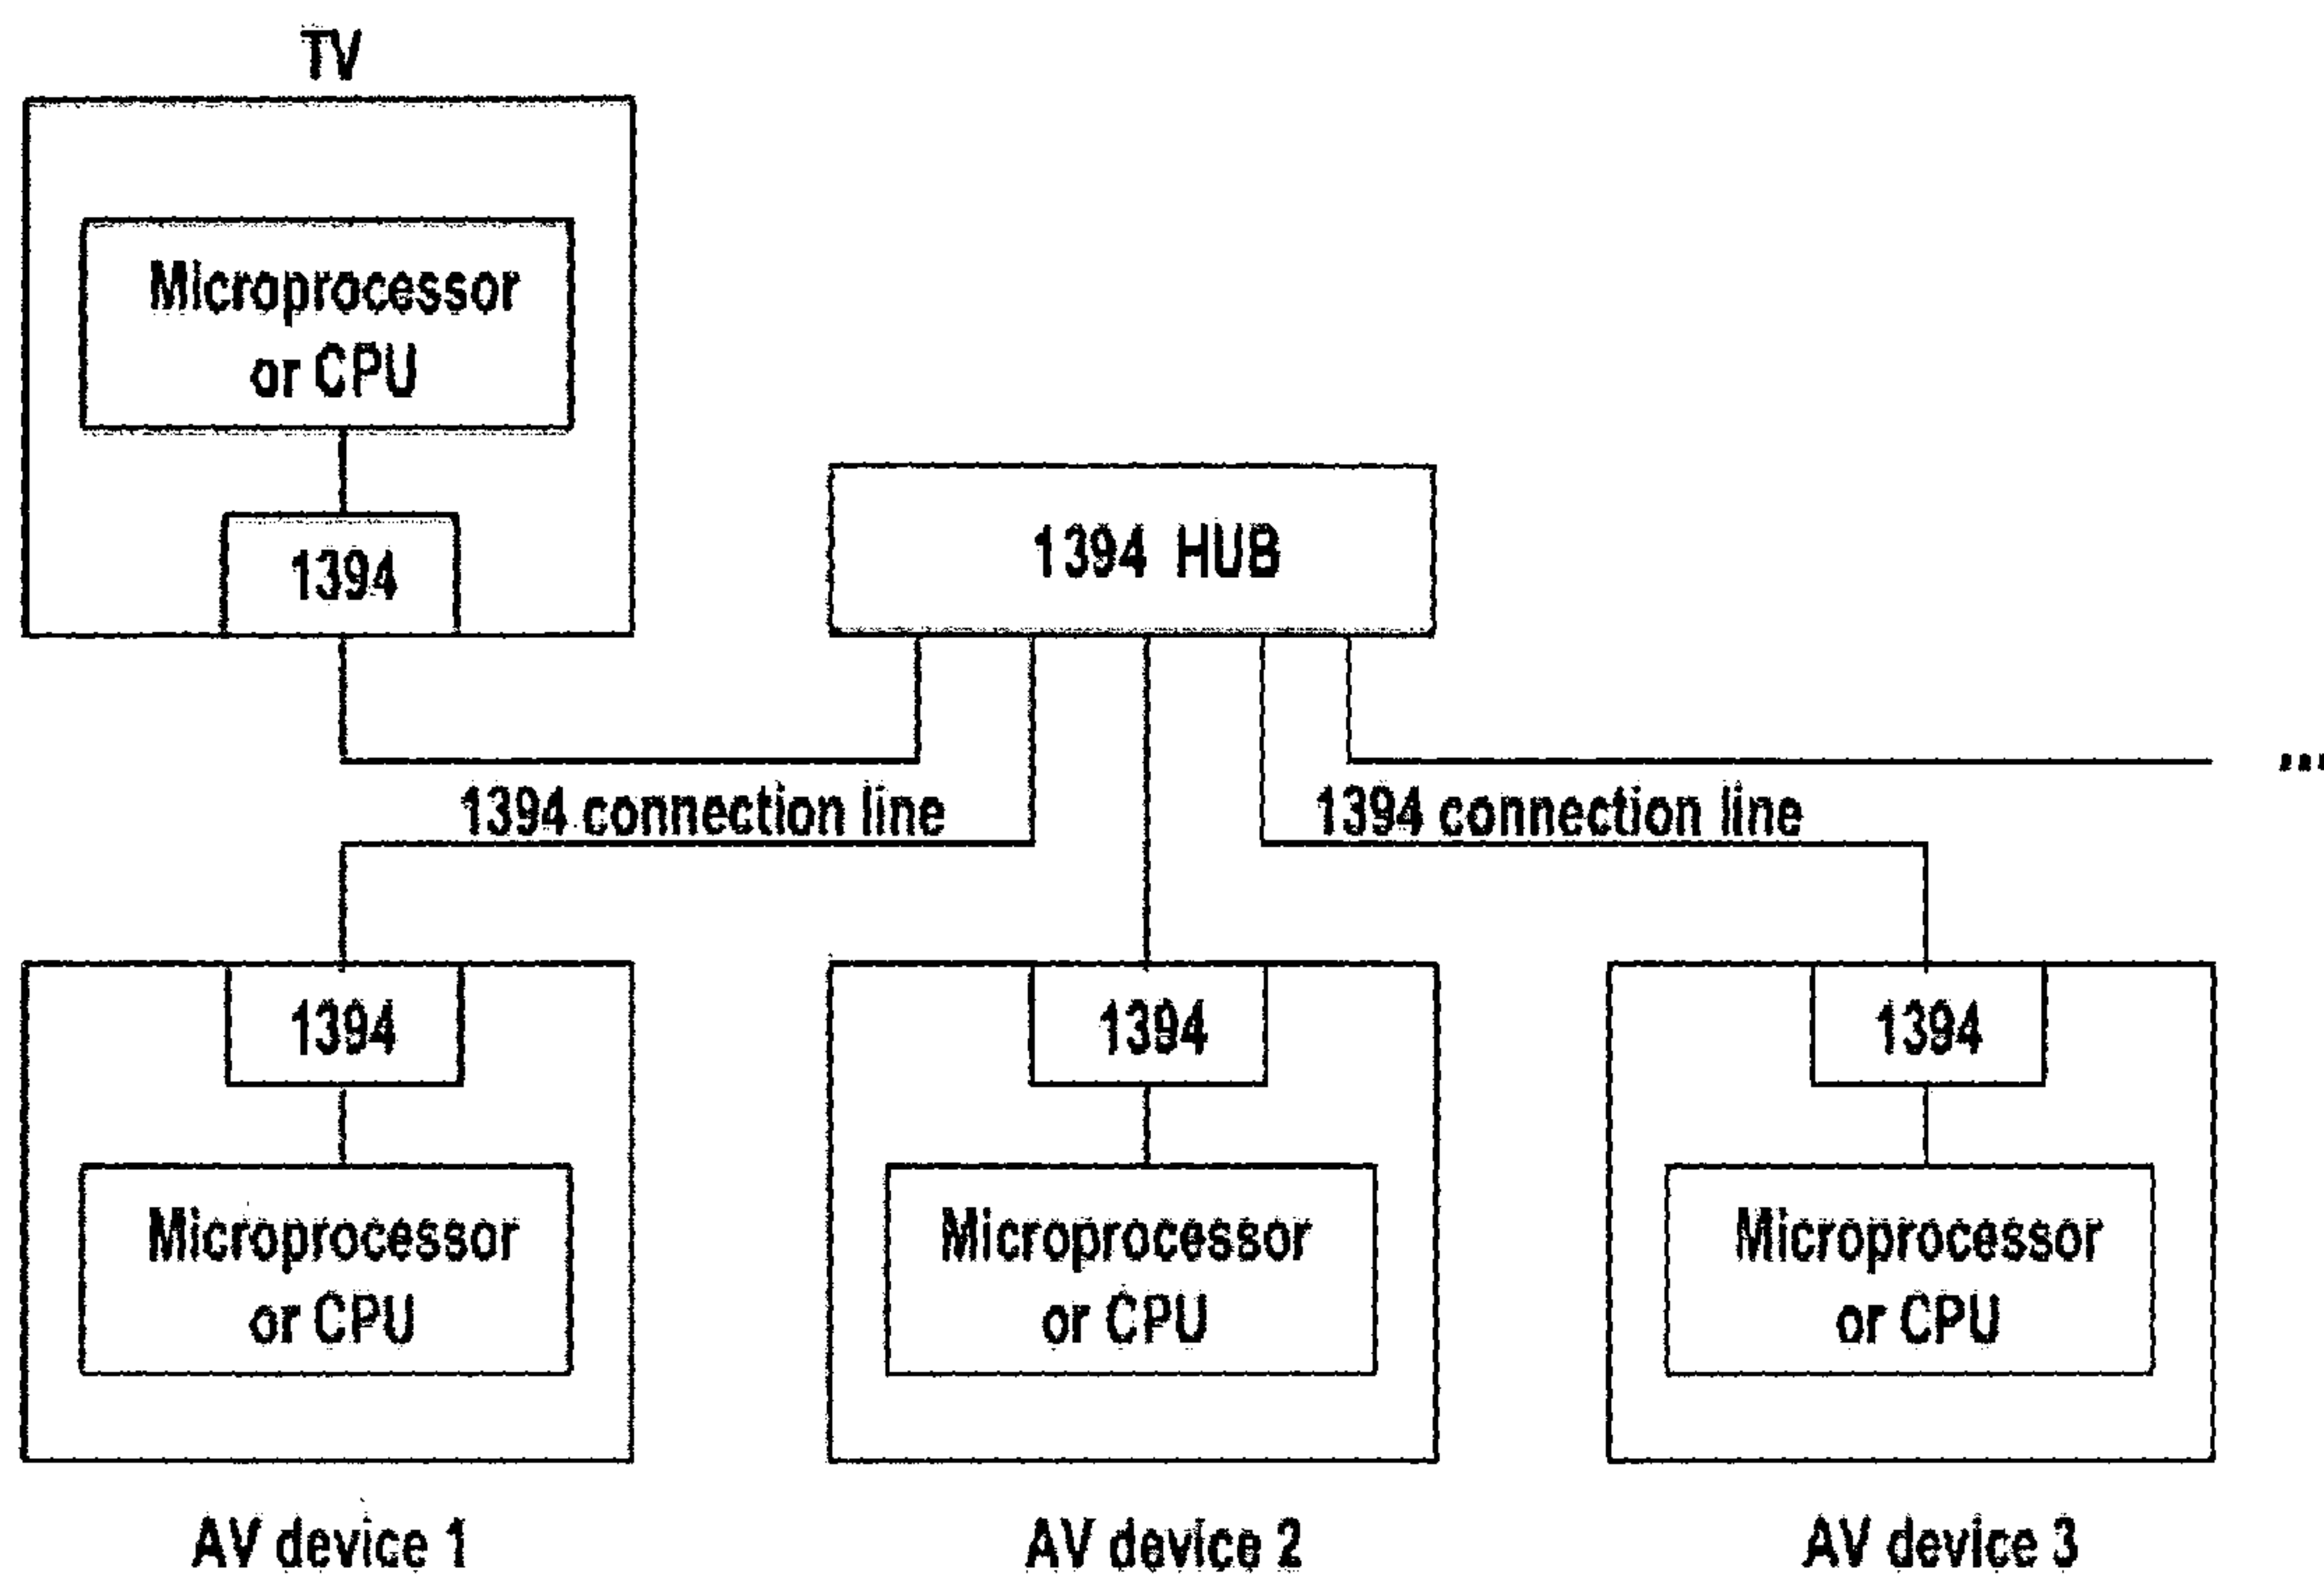 TV
Microprocessor
or CPU
1394
1394 HUB
...
1394 connection line
1394 connection line
1394
1394
1394
Microprocessor
or CPU
Microprocessor
or CPU
Microprocessor
or CPU
AV device 1
AV device 2
AV device 3